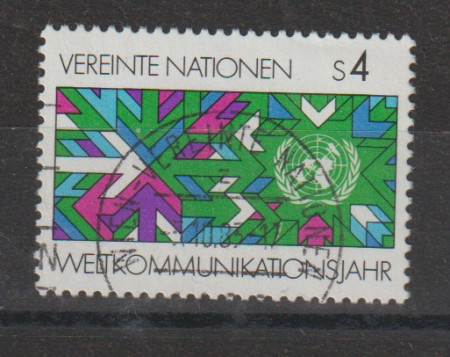 VEREINTE NATIONEN S4
WELTKOMMUNIKATIONSJAHR